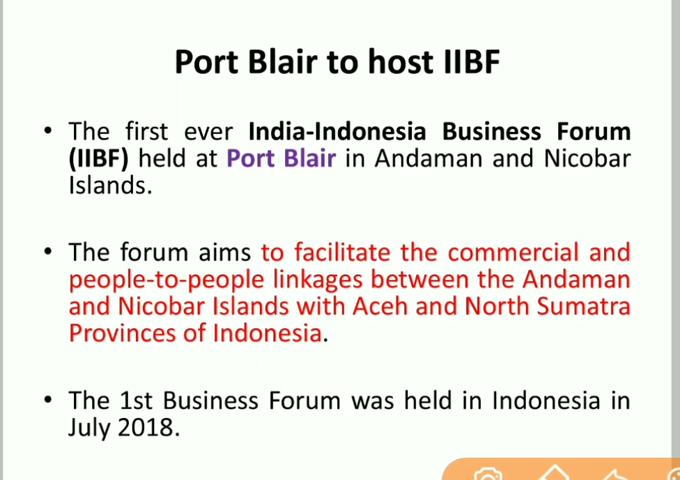 Port Blair to host IIBF
• The first ever India-Indonesia Business Forum
(IIBF) held at Port Blair in Andaman and Nicobar
Islands.
• The forum aims to facilitate the commercial and
people-to-people linkages between the Andaman
and Nicobar Islands with Aceh and North Sumatra
Provinces of Indonesia.
• The 1st Business Forum was held in Indonesia in
July 2018.